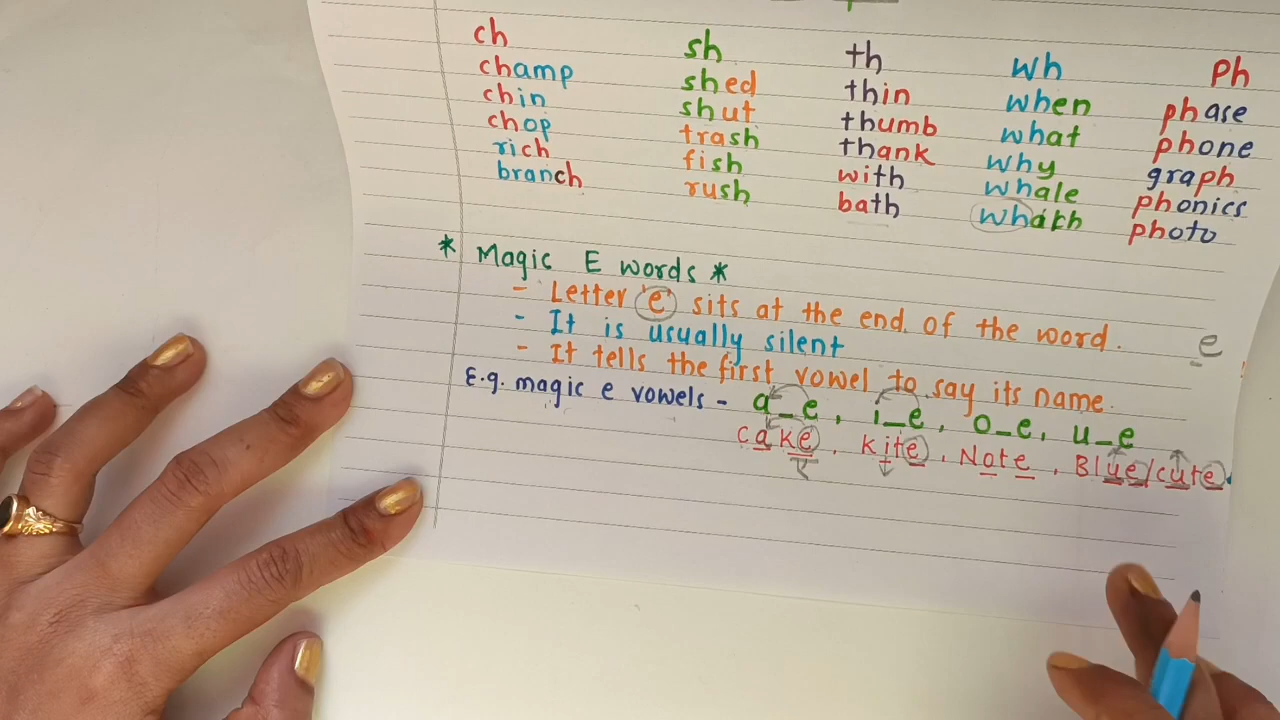 ch sh th wh ph
champ shed thin when phase
chin shut thumb what phone
chop trash thank why graph
rich fish with whale phonics
branch rush bath photo
* Magic E words *
- Letter 'e' sits at the end of the word.
e
- It is usually silent
- It tells the first vowel to say its name.
E.g. magic e vowels - a_e, i_e, o_e, u_e
cake, kite, Note, Blue/cute.